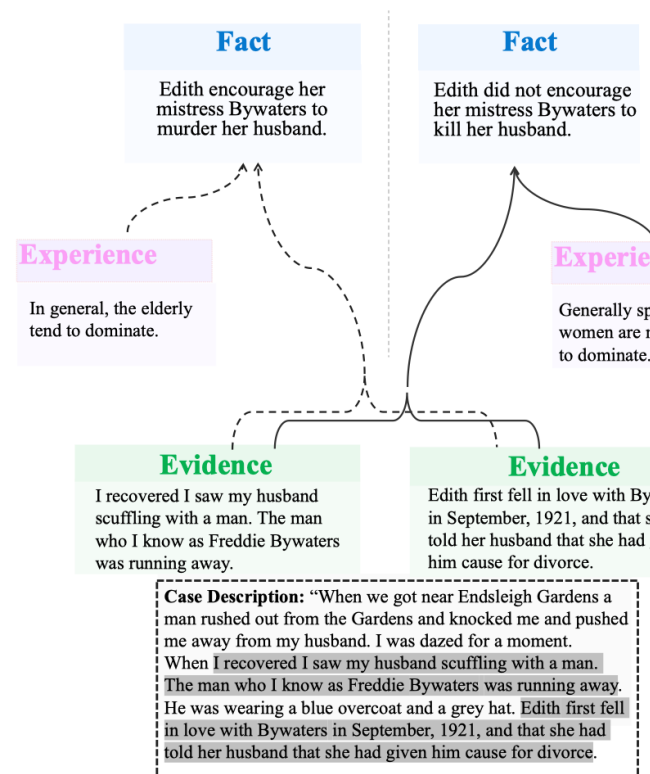 Fact
Edith encourage her
mistress Bywaters to
murder her husband.
Fact
Edith did not encourage
her mistress Bywaters to
kill her husband.
Experience
In general, the elderly
tend to dominate.
Experie
Generally sp
women are
to dominate.
Evidence
I recovered I saw my husband
scuffling with a man. The man
who I know as Freddie Bywaters
was running away.
Evidence
Edith first fell in love with By
in September, 1921, and that s
told her husband that she had
him cause for divorce.
Case Description: “When we got near Endsleigh Gardens a
man rushed out from the Gardens and knocked me and pushed
me away from my husband. I was dazed for a moment.
When I recovered I saw my husband scuffling with a man.
The man who I know as Freddie Bywaters was running away.
He was wearing a blue overcoat and a grey hat. Edith first fell
in love with Bywaters in September, 1921, and that she had
told her husband that she had given him cause for divorce.